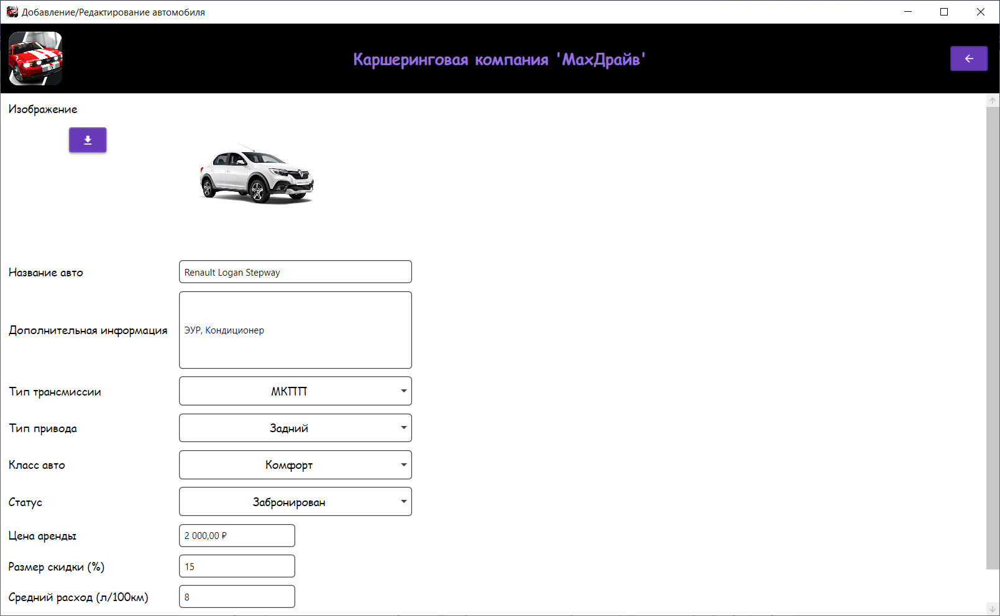 Добавление/Редактирование автомобиля
Каршеринговая компания 'МахДрайв'
Изображение
Название авто
Renault Logan Stepway
Дополнительная информация
ЭУР, Кондиционер
Тип трансмиссии
МКПП
Тип привода
Задний
Класс авто
Комфорт
Статус
Забронирован
Цена аренды
2 000,00 ₽
Размер скидки (%)
15
Средний расход (л/100км)
8